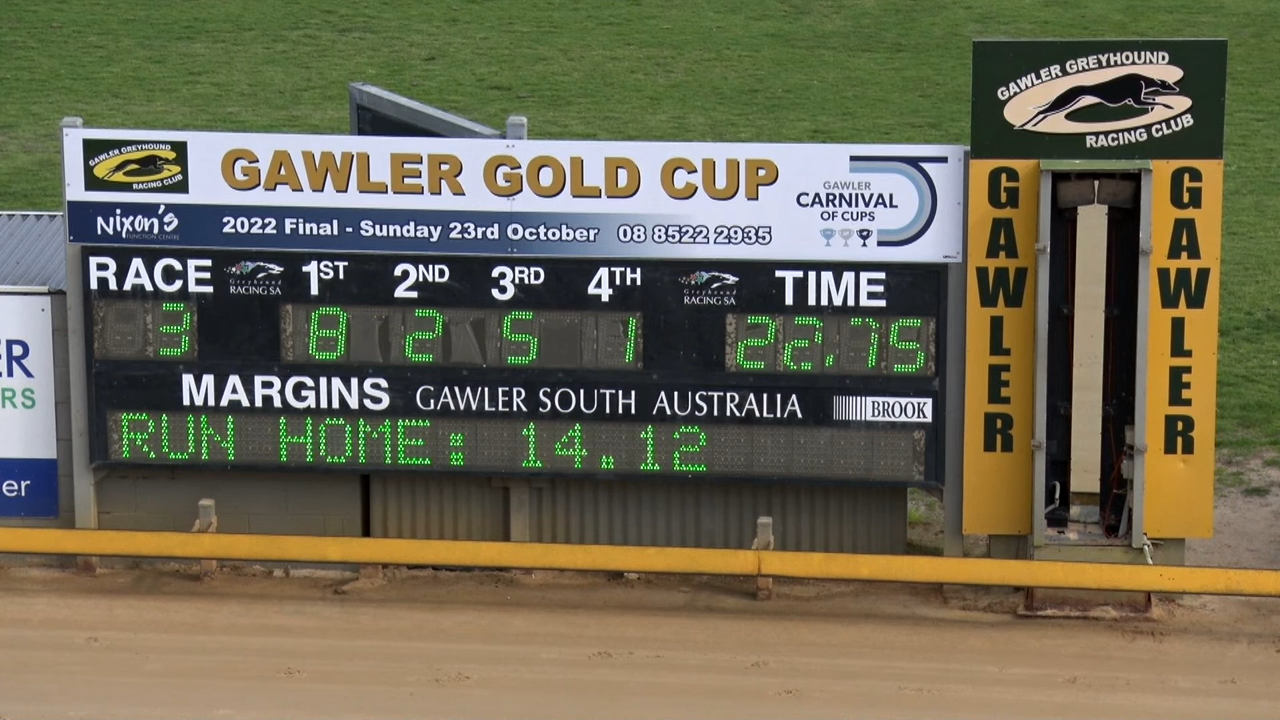 GAWLER GREYHOUND
RACING CLUB
GAWLER GREYHOUND
RACING CLUB
GAWLER GOLD CUP
GAWLER
CARNIVAL
OF CUPS
Nixon's
FUNCTION CENTRE
2022 Final - Sunday 23rd October 08 8522 2935
RACE Greyhound RACING SA 1ST 2ND 3RD 4TH Greyhound RACING SA TIME
3 8 2 5 1 22.75
MARGINS GAWLER SOUTH AUSTRALIA BROOK
RUN HOME: 14.12
GAWLER
GAWLER
ER
RS
er